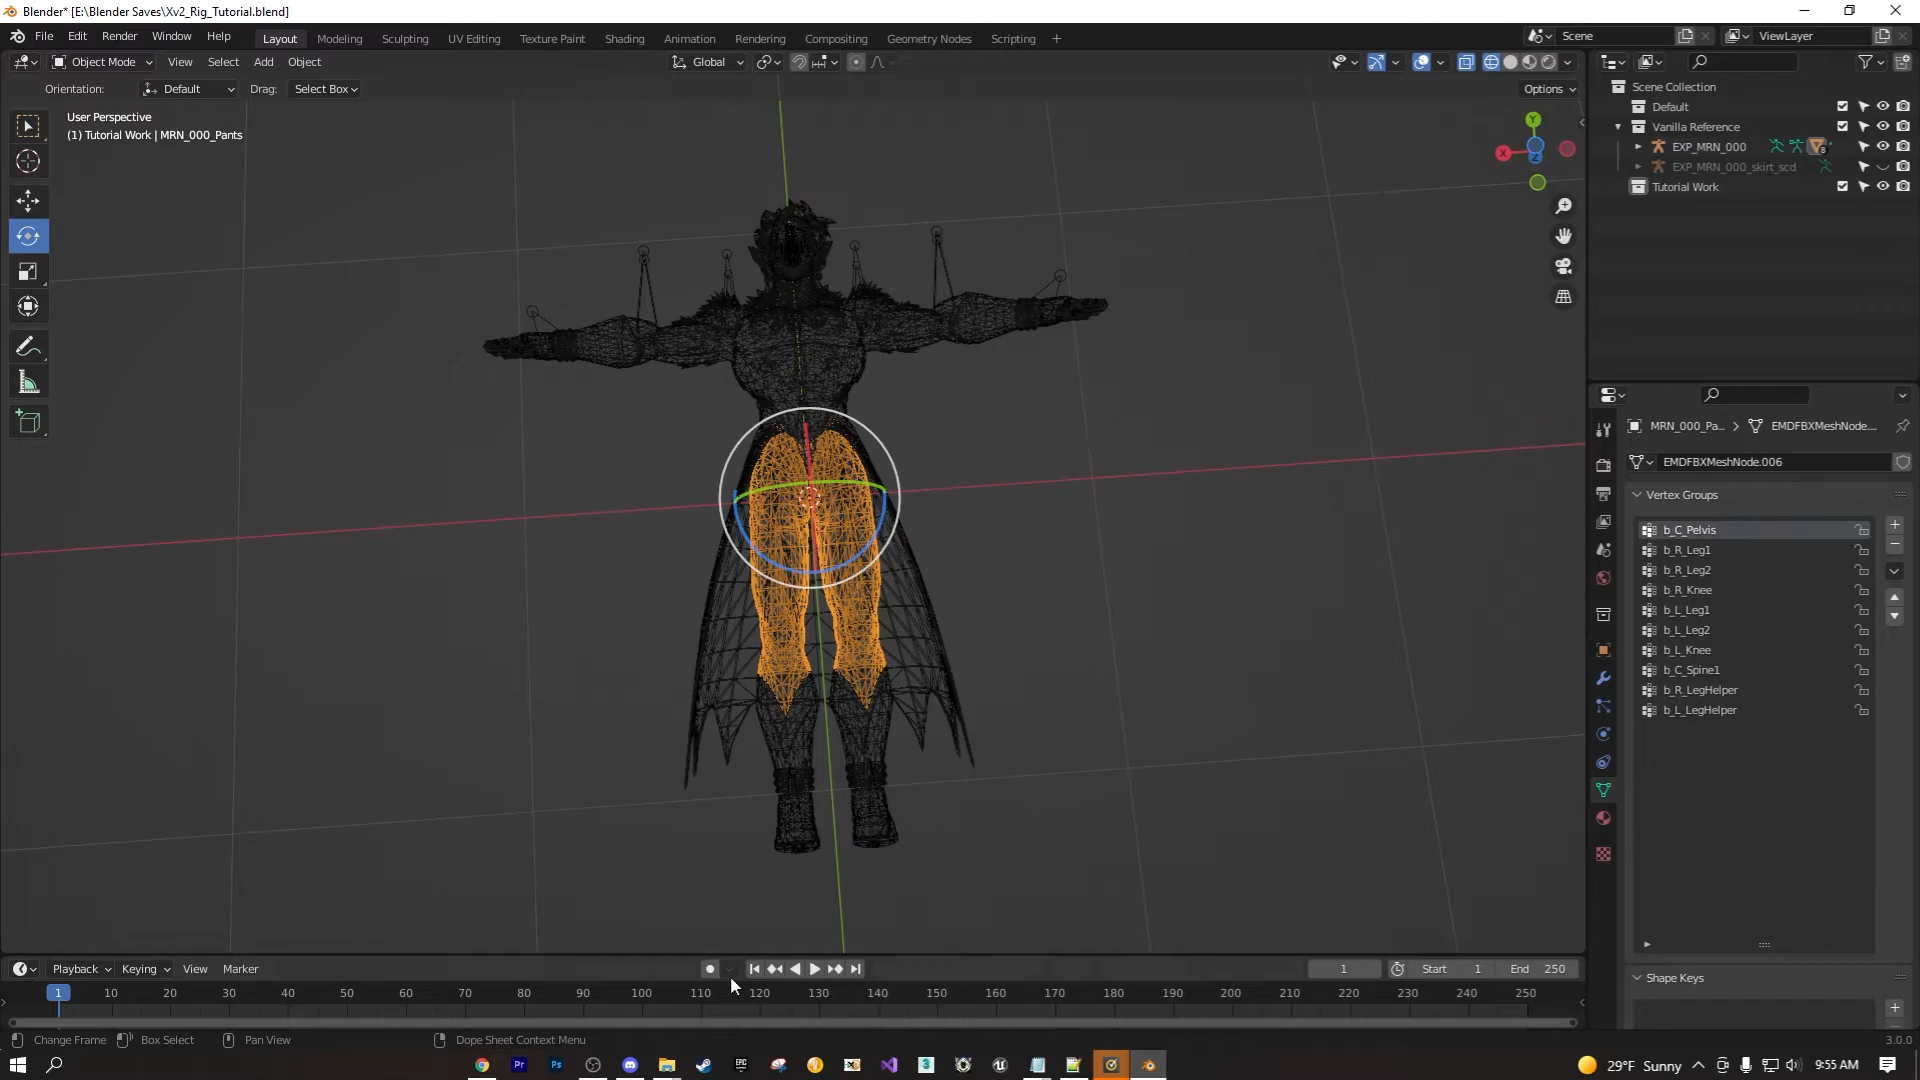 Blender* [E:\Blender Saves\Xv2_Rig_Tutorial.blend]
File Edit Render Window Help Layout Modeling Sculpting UV Editing Texture Paint Shading Animation Rendering Compositing Geometry Nodes Scripting + Scene ViewLayer
Object Mode View Select Add Object Global
Orientation: Default Drag: Select Box Options
User Perspective
(1) Tutorial Work | MRN_000_Pants
Y
X
Z
Scene Collection
Default
Vanilla Reference
EXP_MRN_000 8
EXP_MRN_000_skirt_scd
Tutorial Work
MRN_000_Pa... > EMDFBXMeshNode....
EMDFBXMeshNode.006
Vertex Groups
b_C_Pelvis
b_R_Leg1
b_R_Leg2
b_R_Knee
b_L_Leg1
b_L_Leg2
b_L_Knee
b_C_Spine1
b_R_LegHelper
b_L_LegHelper
Shape Keys
Playback Keying View Marker 1 Start 1 End 250
1 10 20 30 40 50 60 70 80 90 100 110 120 130 140 150 160 170 180 190 200 210 220 230 240 250
Change Frame Box Select Pan View Dope Sheet Context Menu 3.0.0
Pr Ps EPIC 3 29°F Sunny 9:55 AM